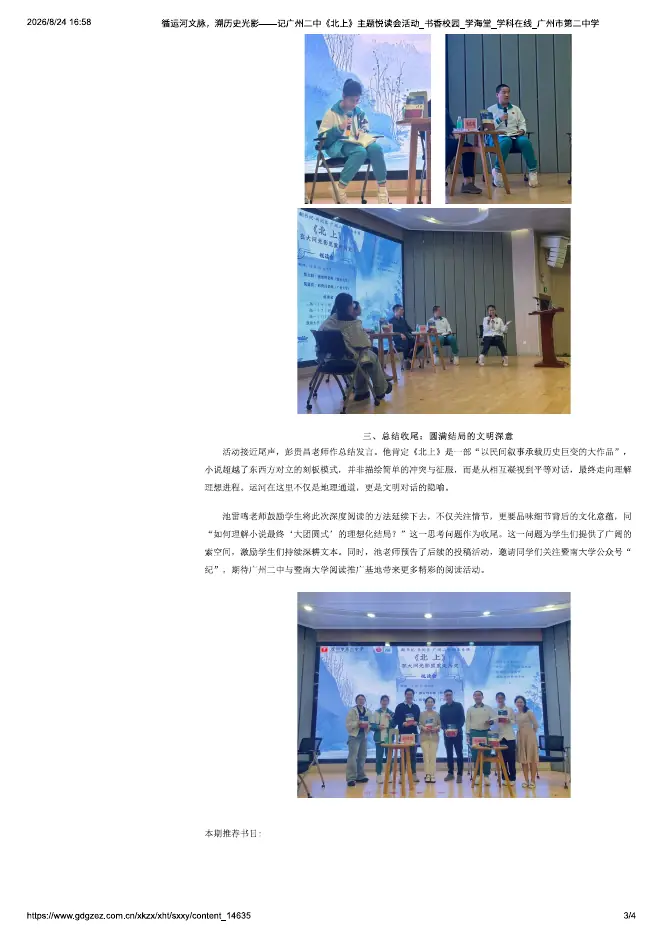 2026/8/24 16:58
循运河文脉，溯历史光影——记广州二中《北上》主题悦读会活动_书香校园_学海堂_学科在线_广州市第二中学
《北上》
悦读会
三、总结收尾：圆满结局的文明深意
活动接近尾声，彭贵昌老师作总结发言。他肯定《北上》是一部“以民间叙事承载历史巨变的大作品”，
小说超越了东西方对立的刻板模式，并非描绘简单的冲突与征服，而是从相互凝视到平等对话，最终走向理解
理想进程。运河在这里不仅是地理通道，更是文明对话的隐喻。
池雷鸣老师鼓励学生将此次深度阅读的方法延续下去，不仅关注情节，更要品味细节背后的文化意蕴，同
“如何理解小说最终‘大团圆式’的理想化结局？”这一思考问题作为收尾。这一问题为学生们提供了广阔的
索空间，激励学生们持续深耕文本。同时，池老师预告了后续的投稿活动，邀请同学们关注暨南大学公众号“
纪”，期待广州二中与暨南大学阅读推广基地带来更多精彩的阅读活动。
《北上》
悦读会
本期推荐书目：
https://www.gdgzez.com.cn/xkzx/xht/sxxy/content_14635
3/4